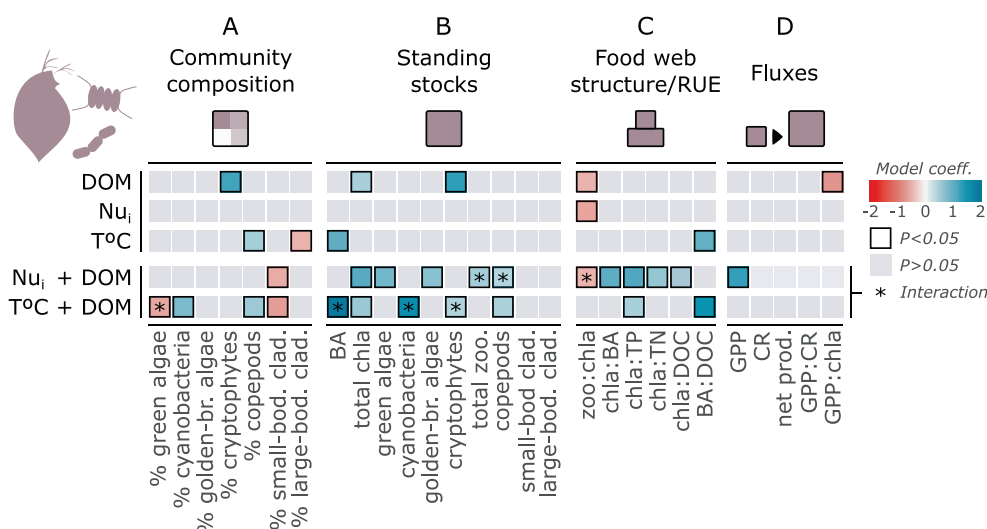 A
B
C
D
Community
composition
Standing
stocks
Food web
structure/RUE
Fluxes
DOM
Nui
TºC
Nui + DOM
TºC + DOM
Model coeff.
-2 -1 0 1 2
P<0.05
P>0.05
* Interaction
*
*
*
*
*
*
*
*
% green algae
% cyanobacteria
% golden-br. algae
% cryptophytes
% copepods
% small-bod. clad.
% large-bod. clad.
BA
total chla
green algae
cyanobacteria
golden-br. algae
cryptophytes
total zoo.
copepods
small-bod clad.
large-bod. clad.
zoo:chla
chla:BA
chla:TP
chla:TN
chla:DOC
BA:DOC
GPP
CR
net prod.
GPP:CR
GPP:chla